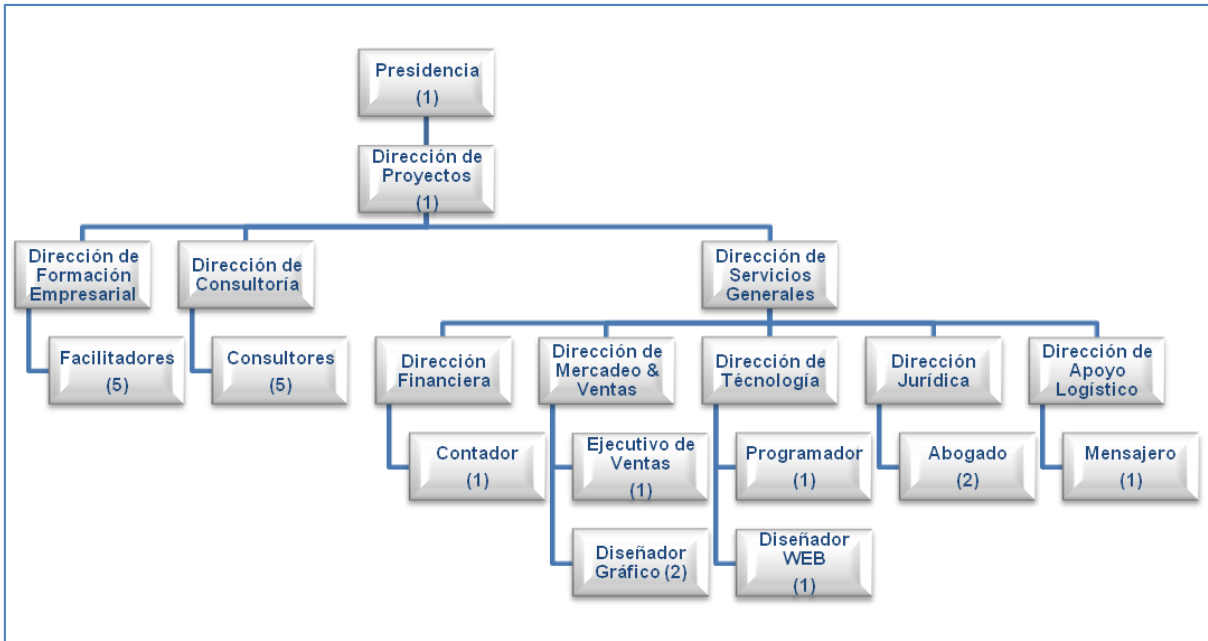 Presidencia
(1)
Dirección de
Proyectos
(1)
Dirección de
Formación
Empresarial
Dirección de
Consultoría
Dirección de
Servicios
Generales
Facilitadores
(5)
Consultores
(5)
Dirección
Financiera
Dirección de
Mercadeo &
Ventas
Dirección de
Técnología
Dirección
Jurídica
Dirección de
Apoyo
Logístico
Contador
(1)
Ejecutivo de
Ventas
(1)
Programador
(1)
Abogado
(2)
Mensajero
(1)
Diseñador
Gráfico (2)
Diseñador
WEB
(1)